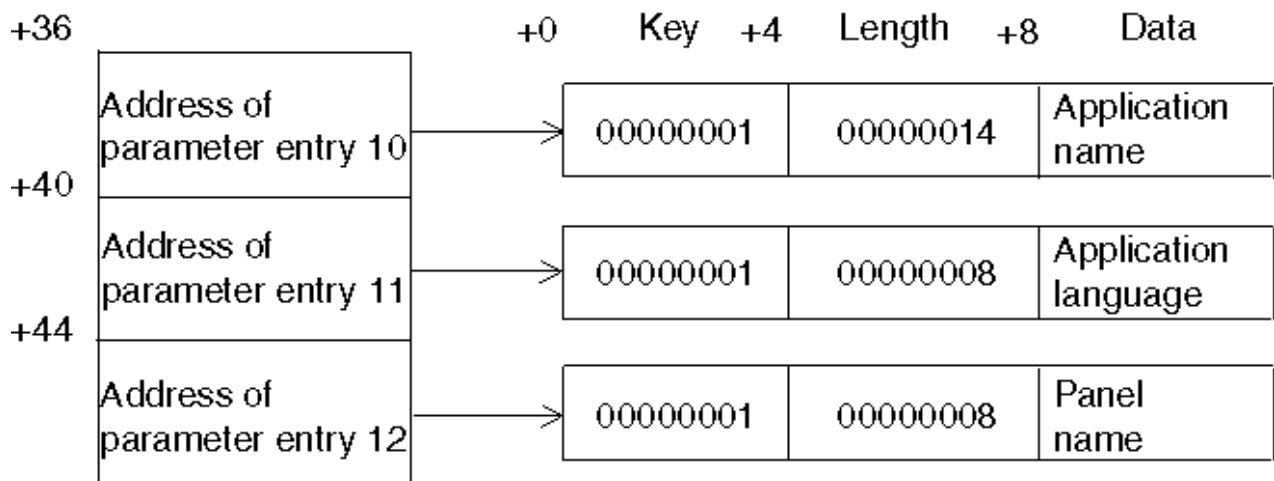 +36 +0 Key +4 Length +8 Data
Address of
parameter entry 10
00000001 00000014 Application
name
+40
Address of
parameter entry 11
00000001 00000008 Application
language
+44
Address of
parameter entry 12
00000001 00000008 Panel
name